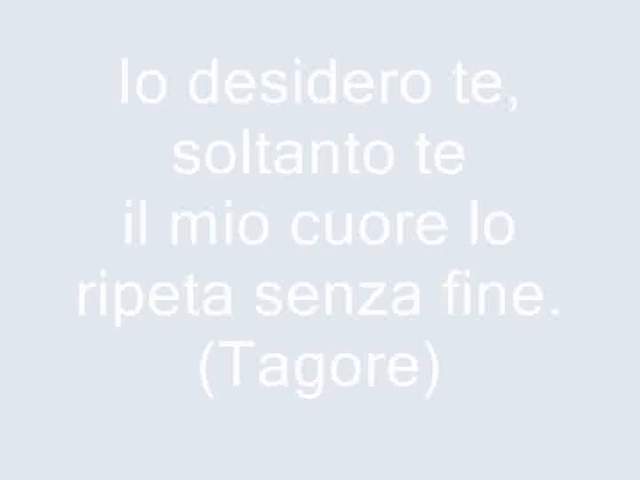 Io desidero te,
soltanto te
il mio cuore lo
ripeta senza fine.
(Tagore)